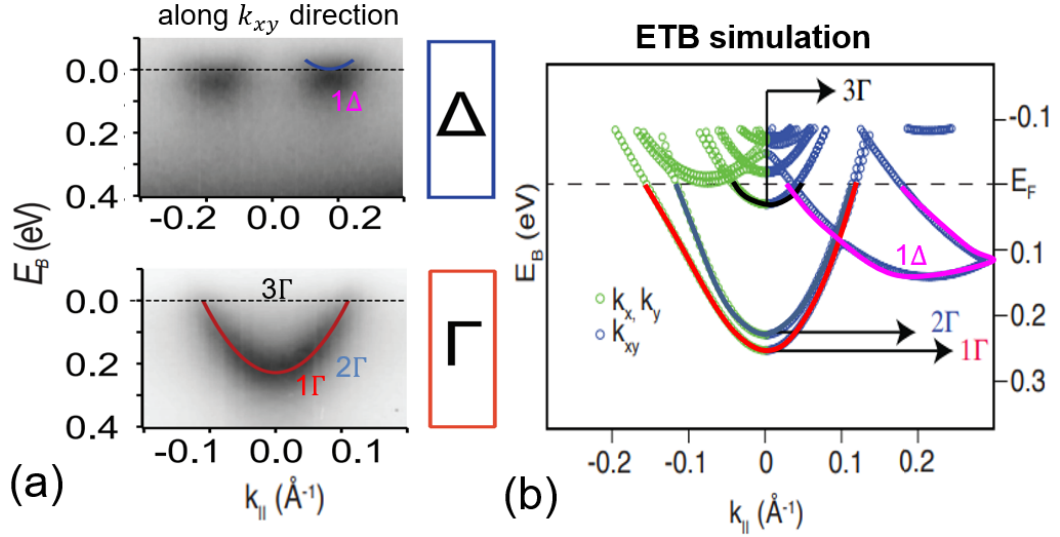 along k_xy direction
0.0
0.2
0.4
1Δ
-0.2 0.0 0.2
Δ
E_B (eV)
0.0
0.2
0.4
3Γ
2Γ
1Γ
-0.1 0.0 0.1
Γ
(a)
k_|| (Å⁻¹)
ETB simulation
3Γ
-0.1
E_F
0.1
0.2
0.3
E_B (eV)
1Δ
k_x, k_y
k_xy
2Γ
1Γ
-0.2 -0.1 0 0.1 0.2
(b)
k_|| (Å⁻¹)